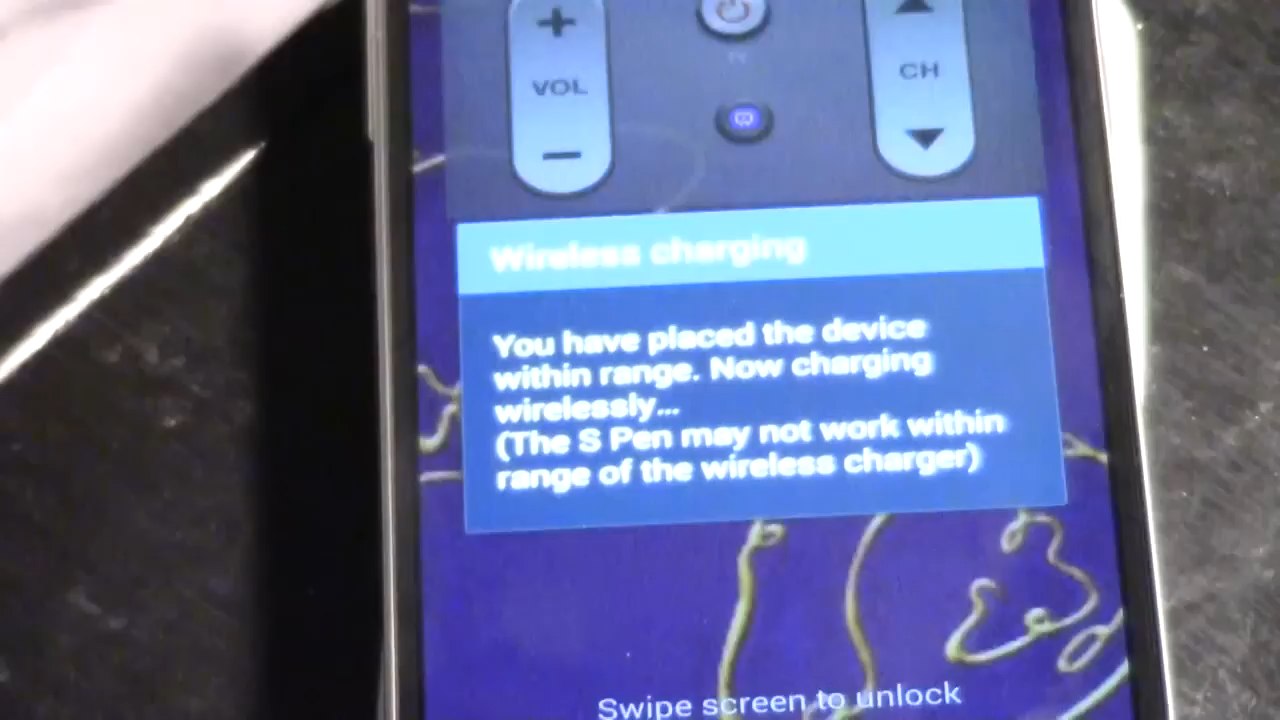 VOL
TV
CH
Wireless charging
You have placed the device
within range. Now charging
wirelessly...
(The S Pen may not work within
range of the wireless charger)
Swipe screen to unlock